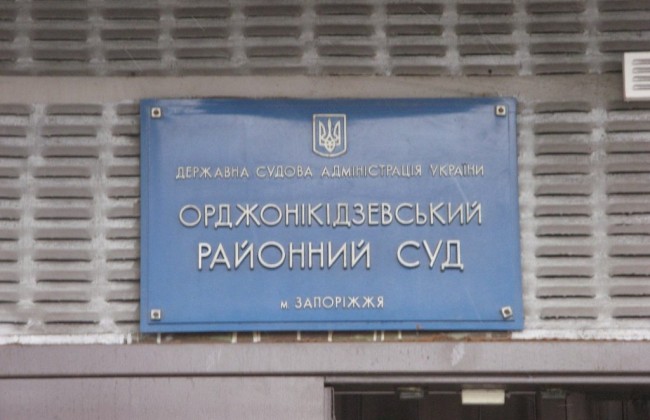 ДЕРЖАВНА СУДОВА АДМІНІСТРАЦІЯ УКРАЇНИ
ОРДЖОНІКІДЗЕВСЬКИЙ
РАЙОННИЙ СУД
м. ЗАПОРІЖЖЯ